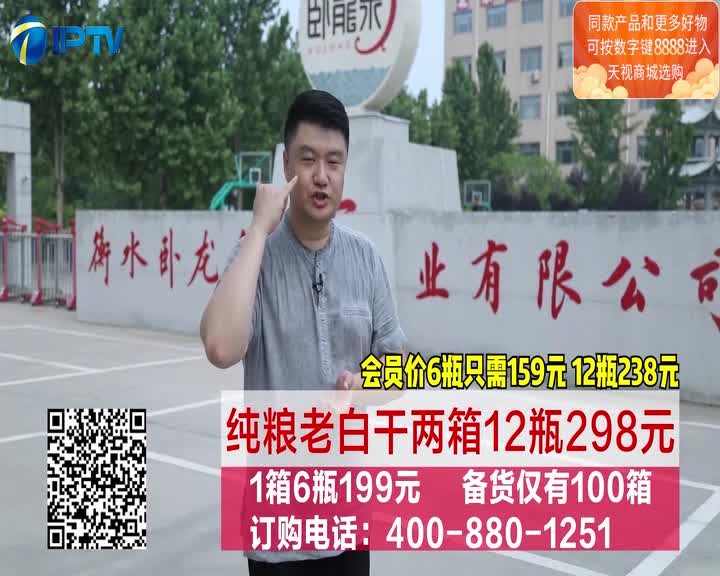 IPTV
卧龍泉
WOLONG
同款产品和更多好物
可按数字键8888进入
天视商城选购
衡水卧龙
业有限公司
会员价6瓶只需159元 12瓶238元
纯粮老白干两箱12瓶298元
1箱6瓶199元 备货仅有100箱
订购电话：400-880-1251